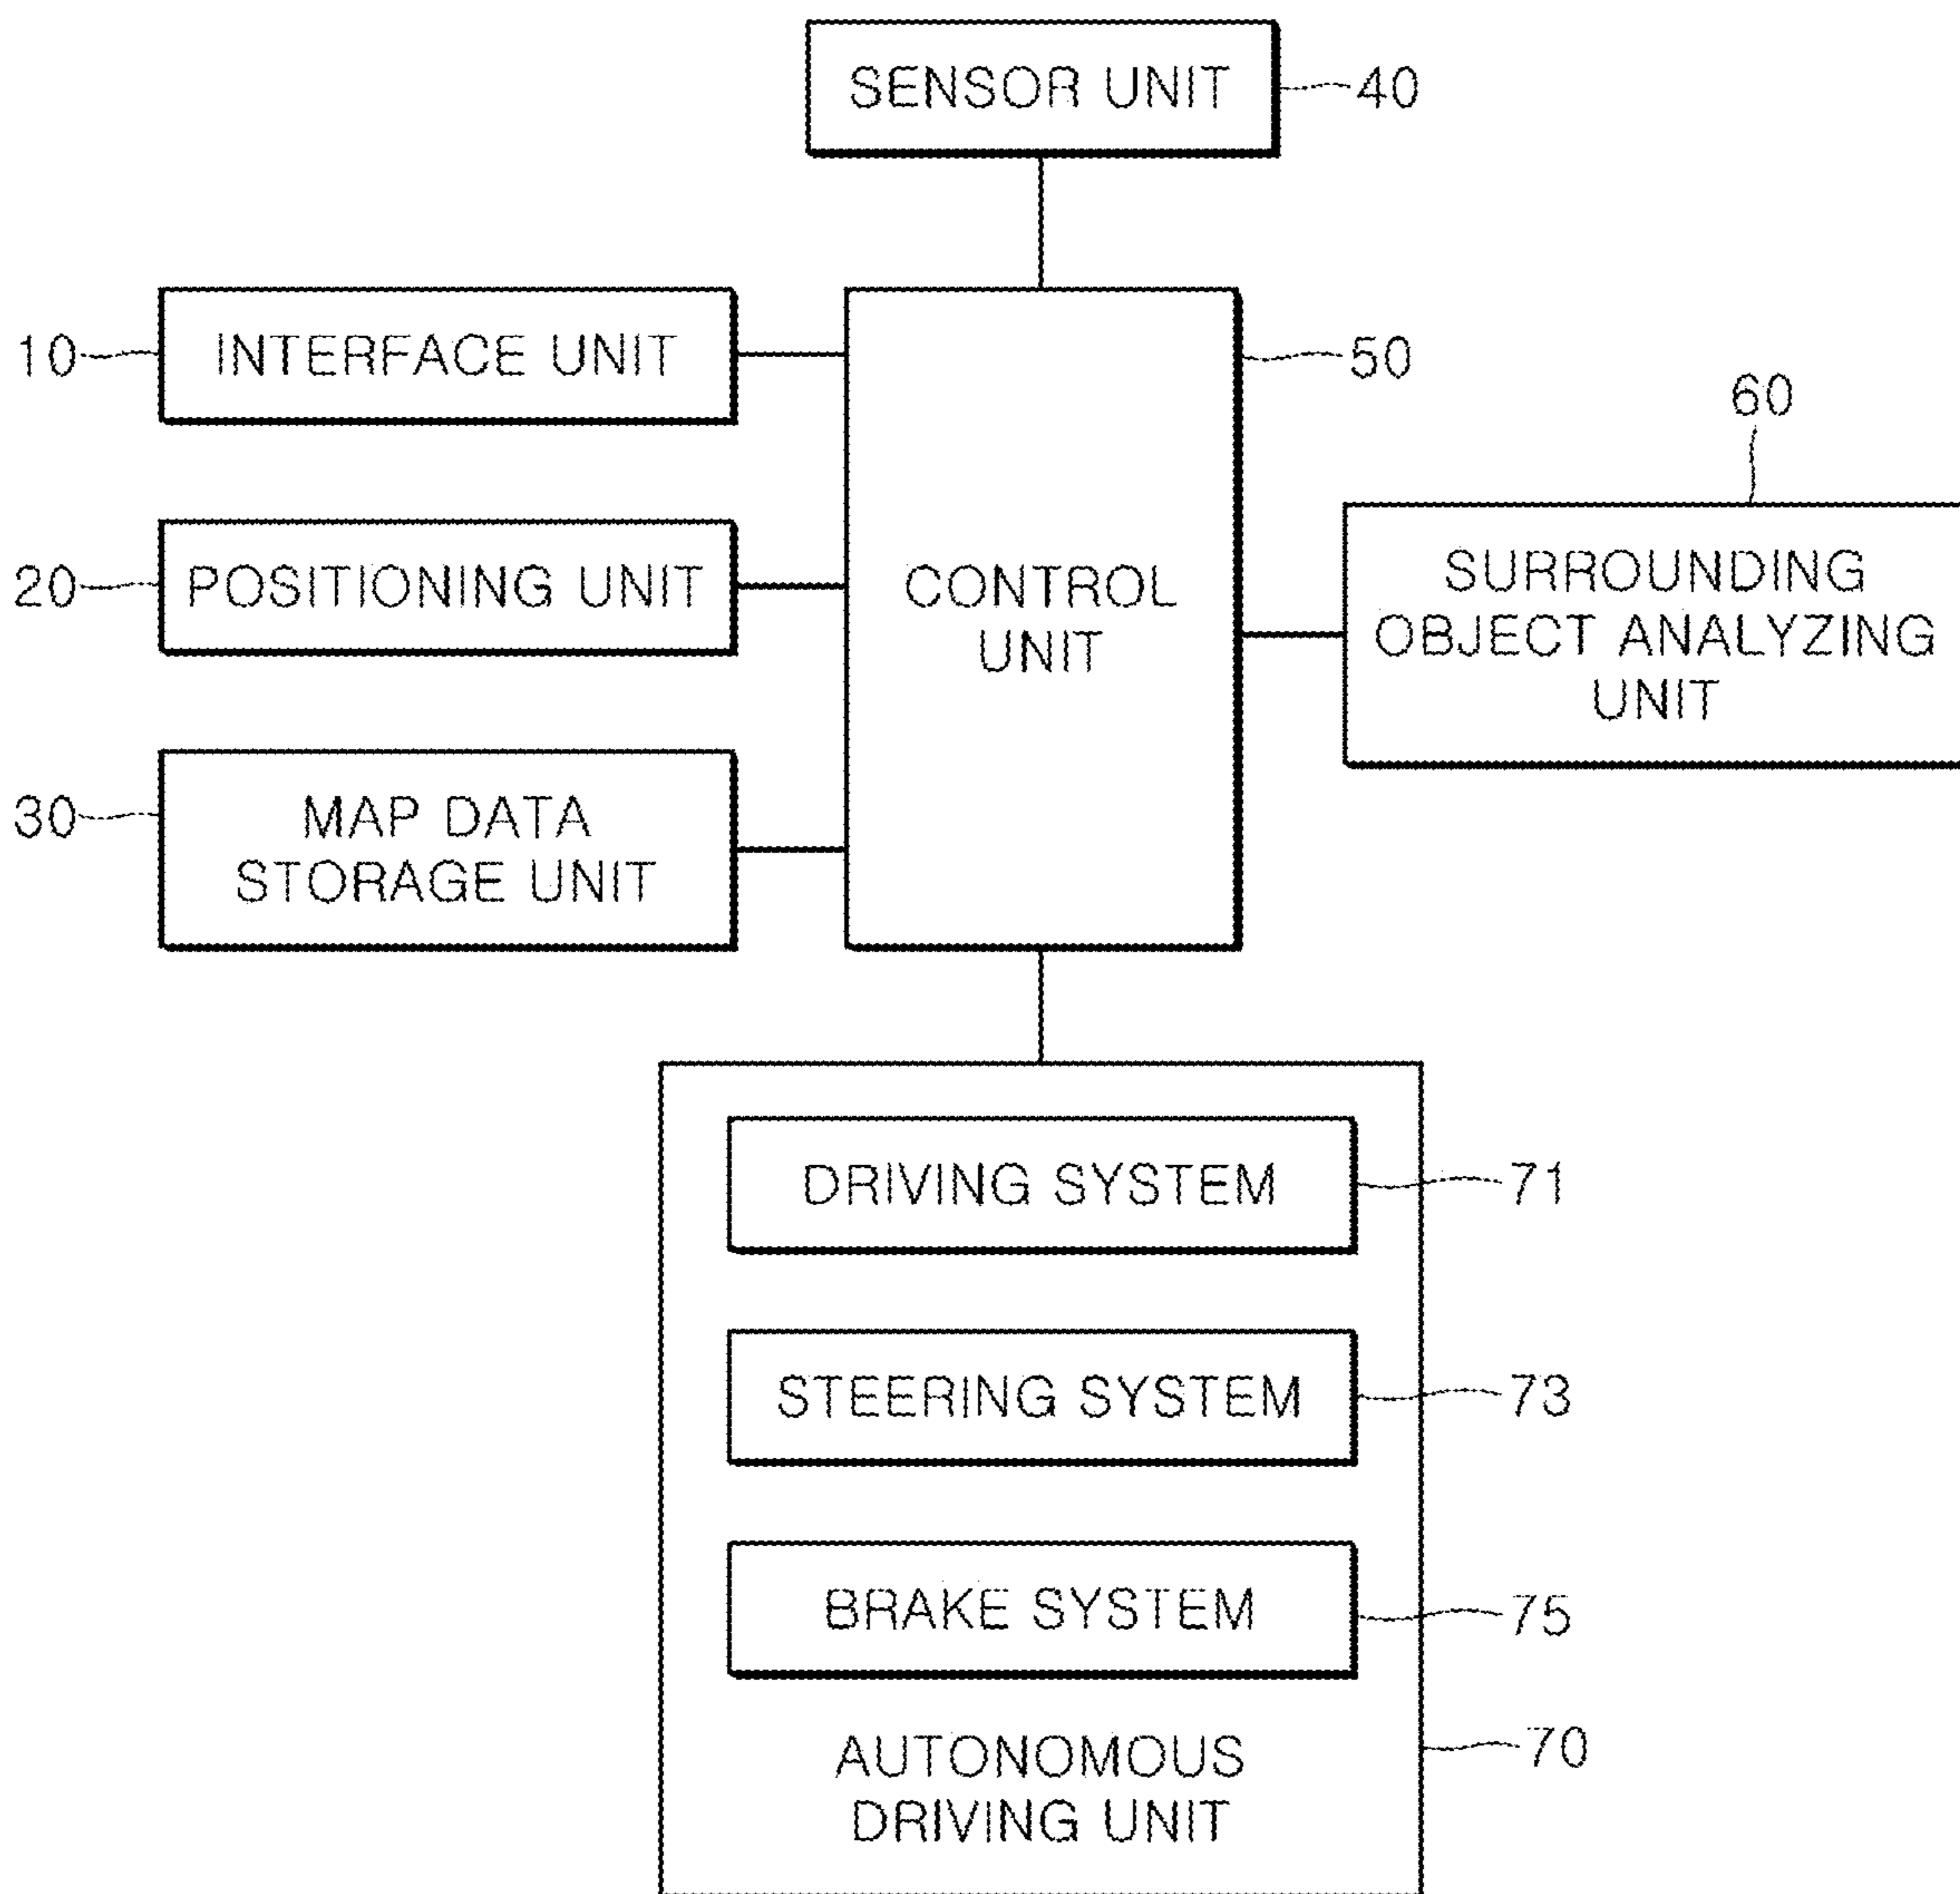 SENSOR UNIT
40
10
INTERFACE UNIT
50
60
20
POSITIONING UNIT
CONTROL
UNIT
SURROUNDING
OBJECT ANALYZING
UNIT
30
MAP DATA
STORAGE UNIT
DRIVING SYSTEM
71
STEERING SYSTEM
73
BRAKE SYSTEM
75
AUTONOMOUS
DRIVING UNIT
70